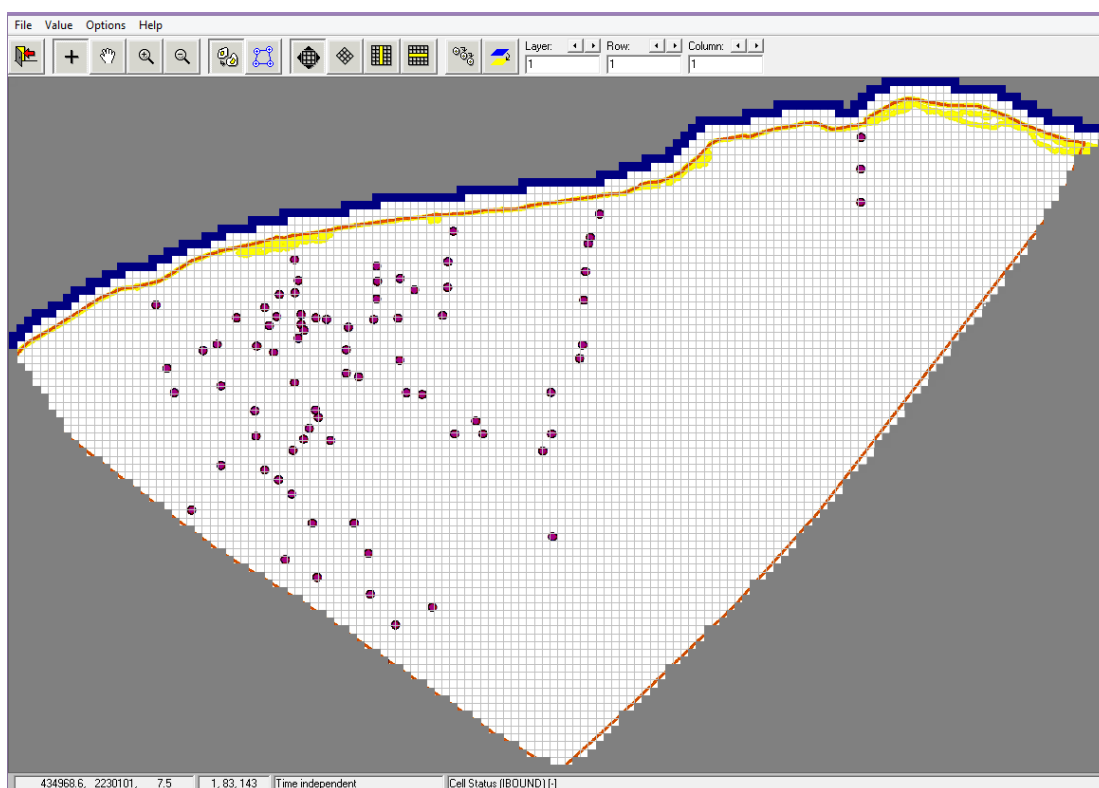 File Value Options Help
Layer: Row: Column:
1 1 1
434968.6, 2230101, 7.5 1, 83, 143 Time independent Cell Status (IBOUND) [-]